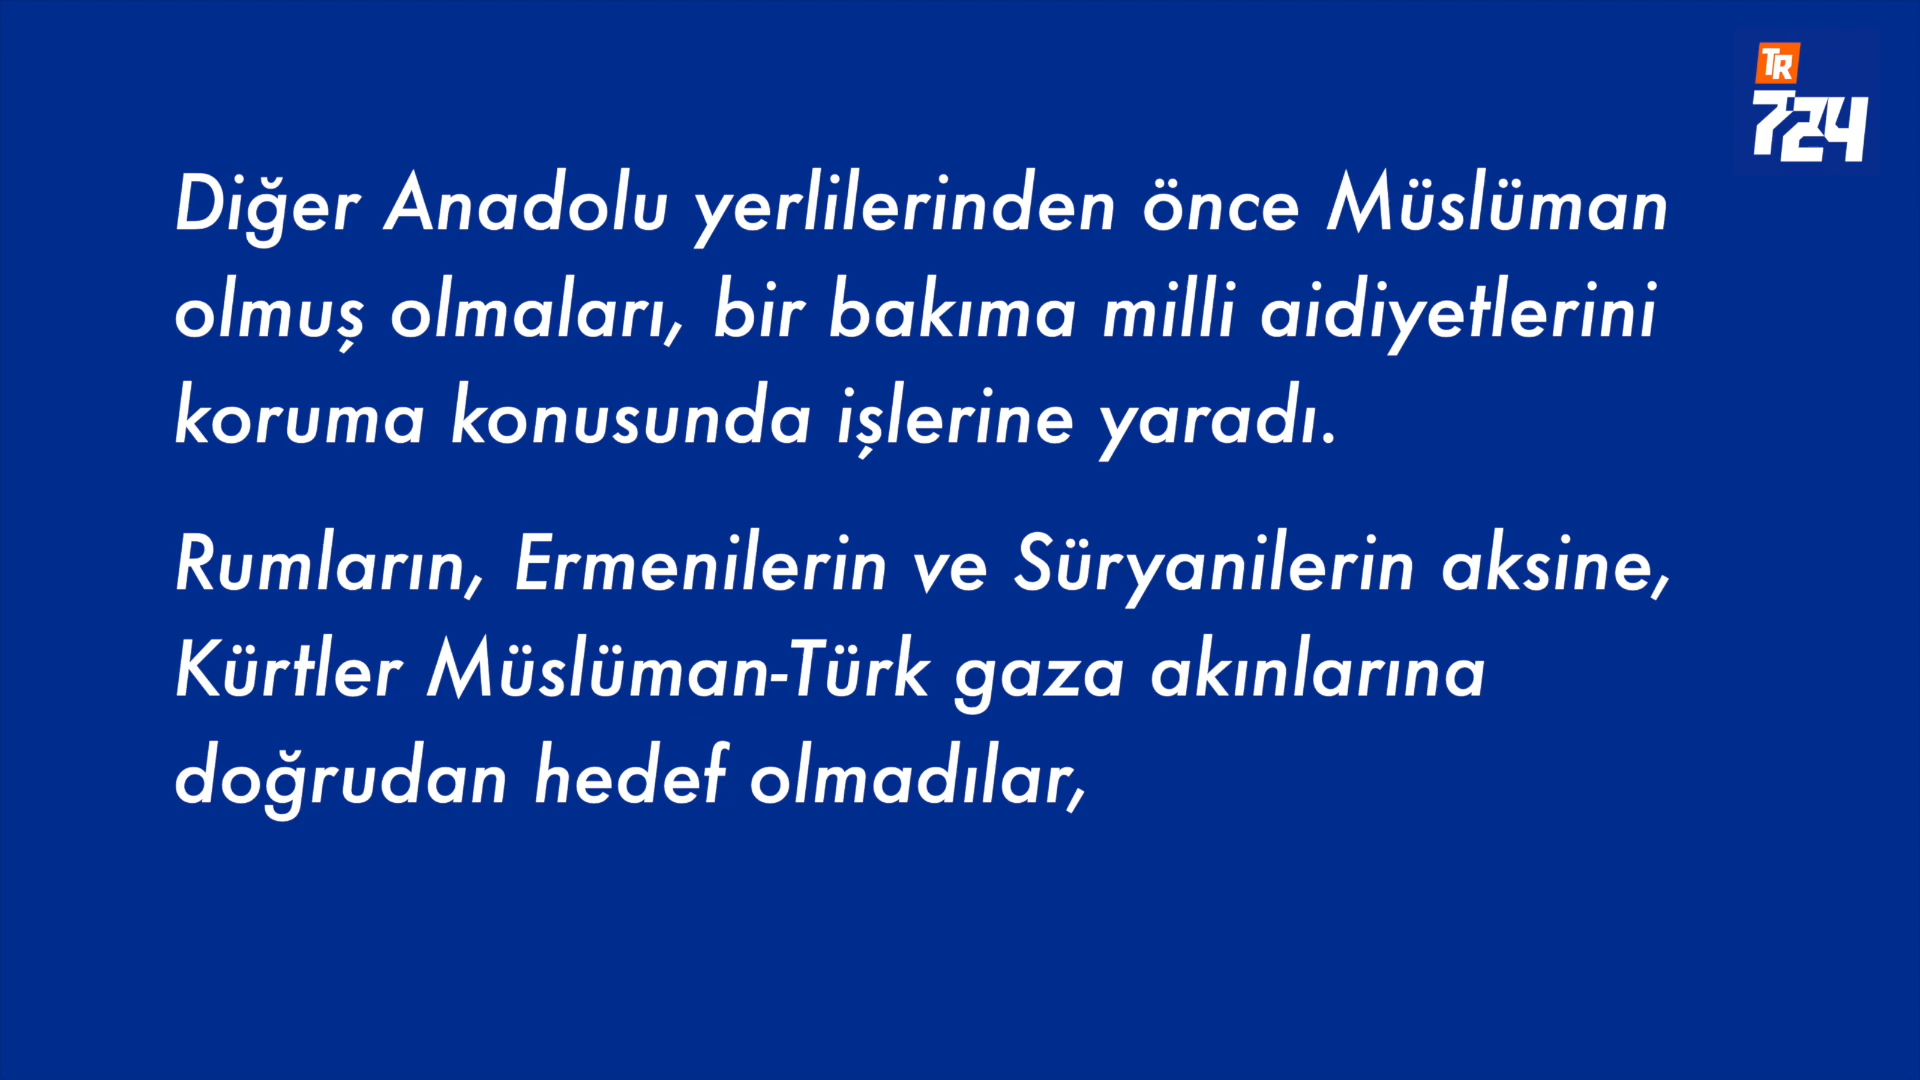 TR
724
Diğer Anadolu yerlilerinden önce Müslüman
olmuş olmaları, bir bakıma milli aidiyetlerini
koruma konusunda işlerine yaradı.
Rumların, Ermenilerin ve Süryanilerin aksine,
Kürtler Müslüman-Türk gaza akınlarına
doğrudan hedef olmadılar,